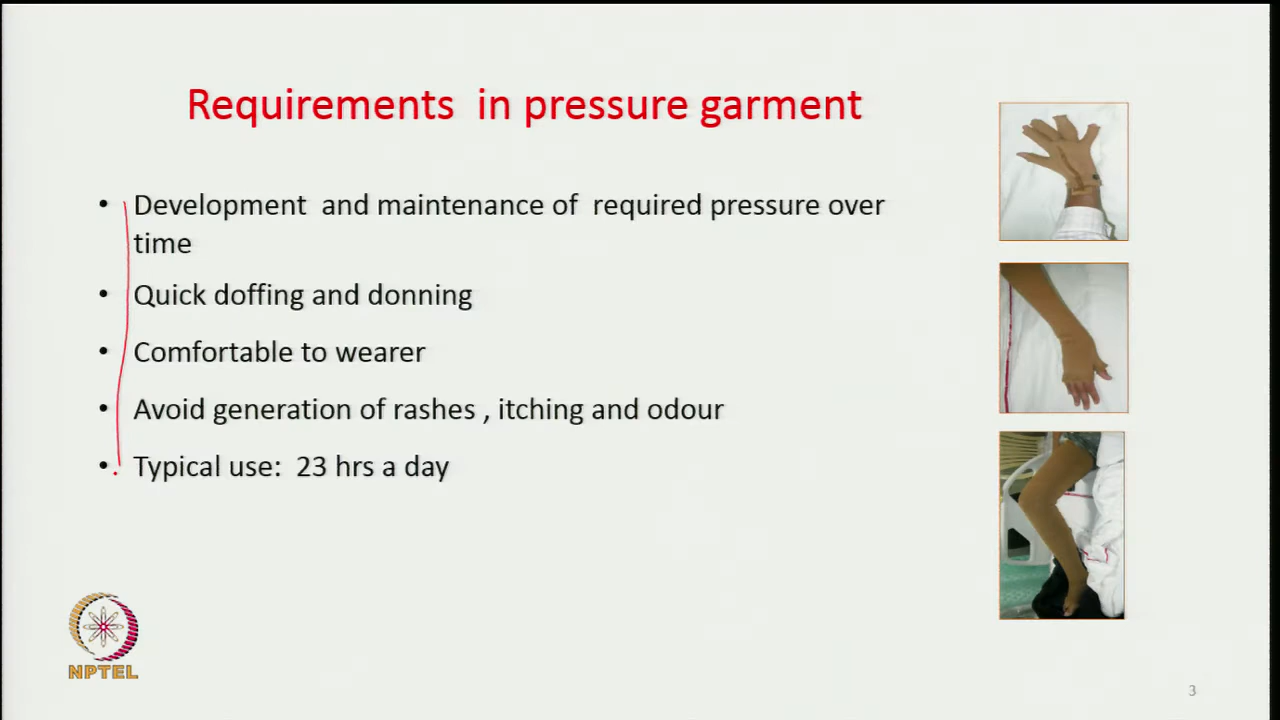 Requirements in pressure garment
• Development and maintenance of required pressure over
time
• Quick doffing and donning
• Comfortable to wearer
• Avoid generation of rashes , itching and odour
• Typical use: 23 hrs a day
NPTEL
3